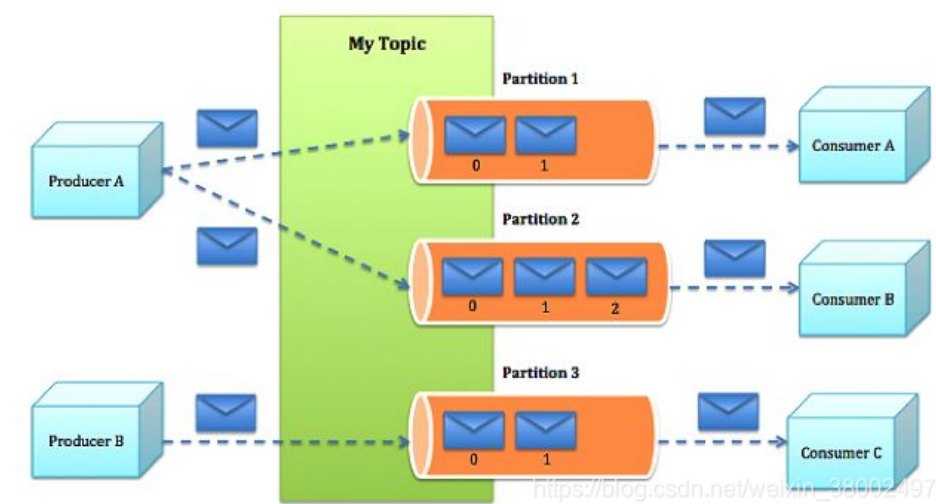 My Topic
Partition 1
Producer A
0 1
Consumer A
Partition 2
0 1 2
Consumer B
Partition 3
Producer B
0 1
Consumer C
https://blog.csdn.net/weixin_38002497